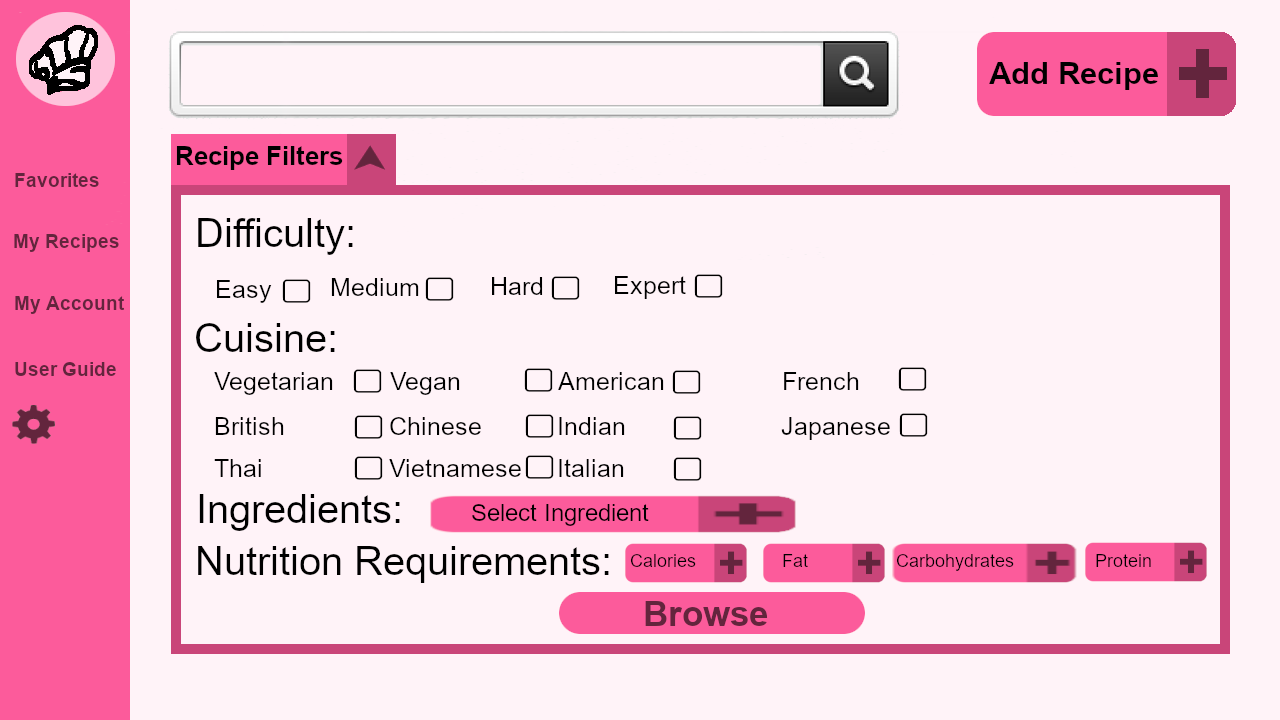 Add Recipe
Recipe Filters
Favorites
My Recipes
My Account
User Guide
Difficulty:
Easy Medium Hard Expert
Cuisine:
Vegetarian Vegan American French
British Chinese Indian Japanese
Thai Vietnamese Italian
Ingredients: Select Ingredient
Nutrition Requirements: Calories Fat Carbohydrates Protein
Browse